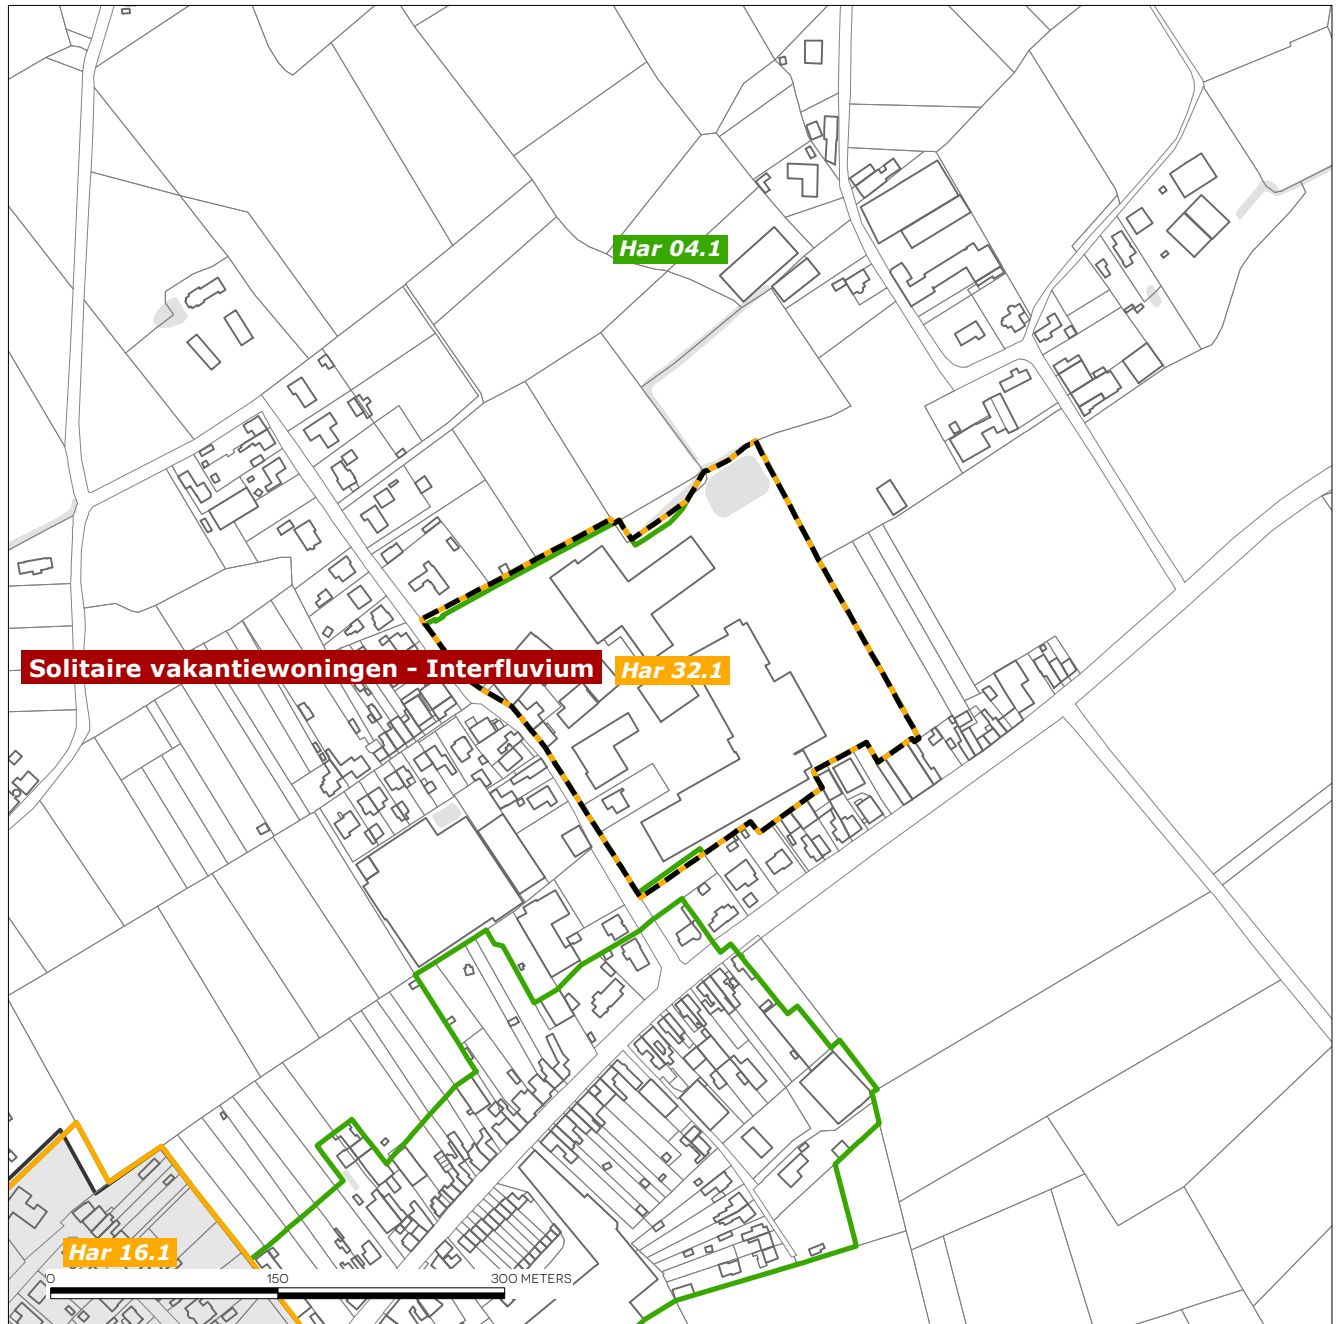 Har 04.1
Solitaire vakantiewoningen - Interfluvium
Har 32.1
Har 16.1
0 150 300 METERS